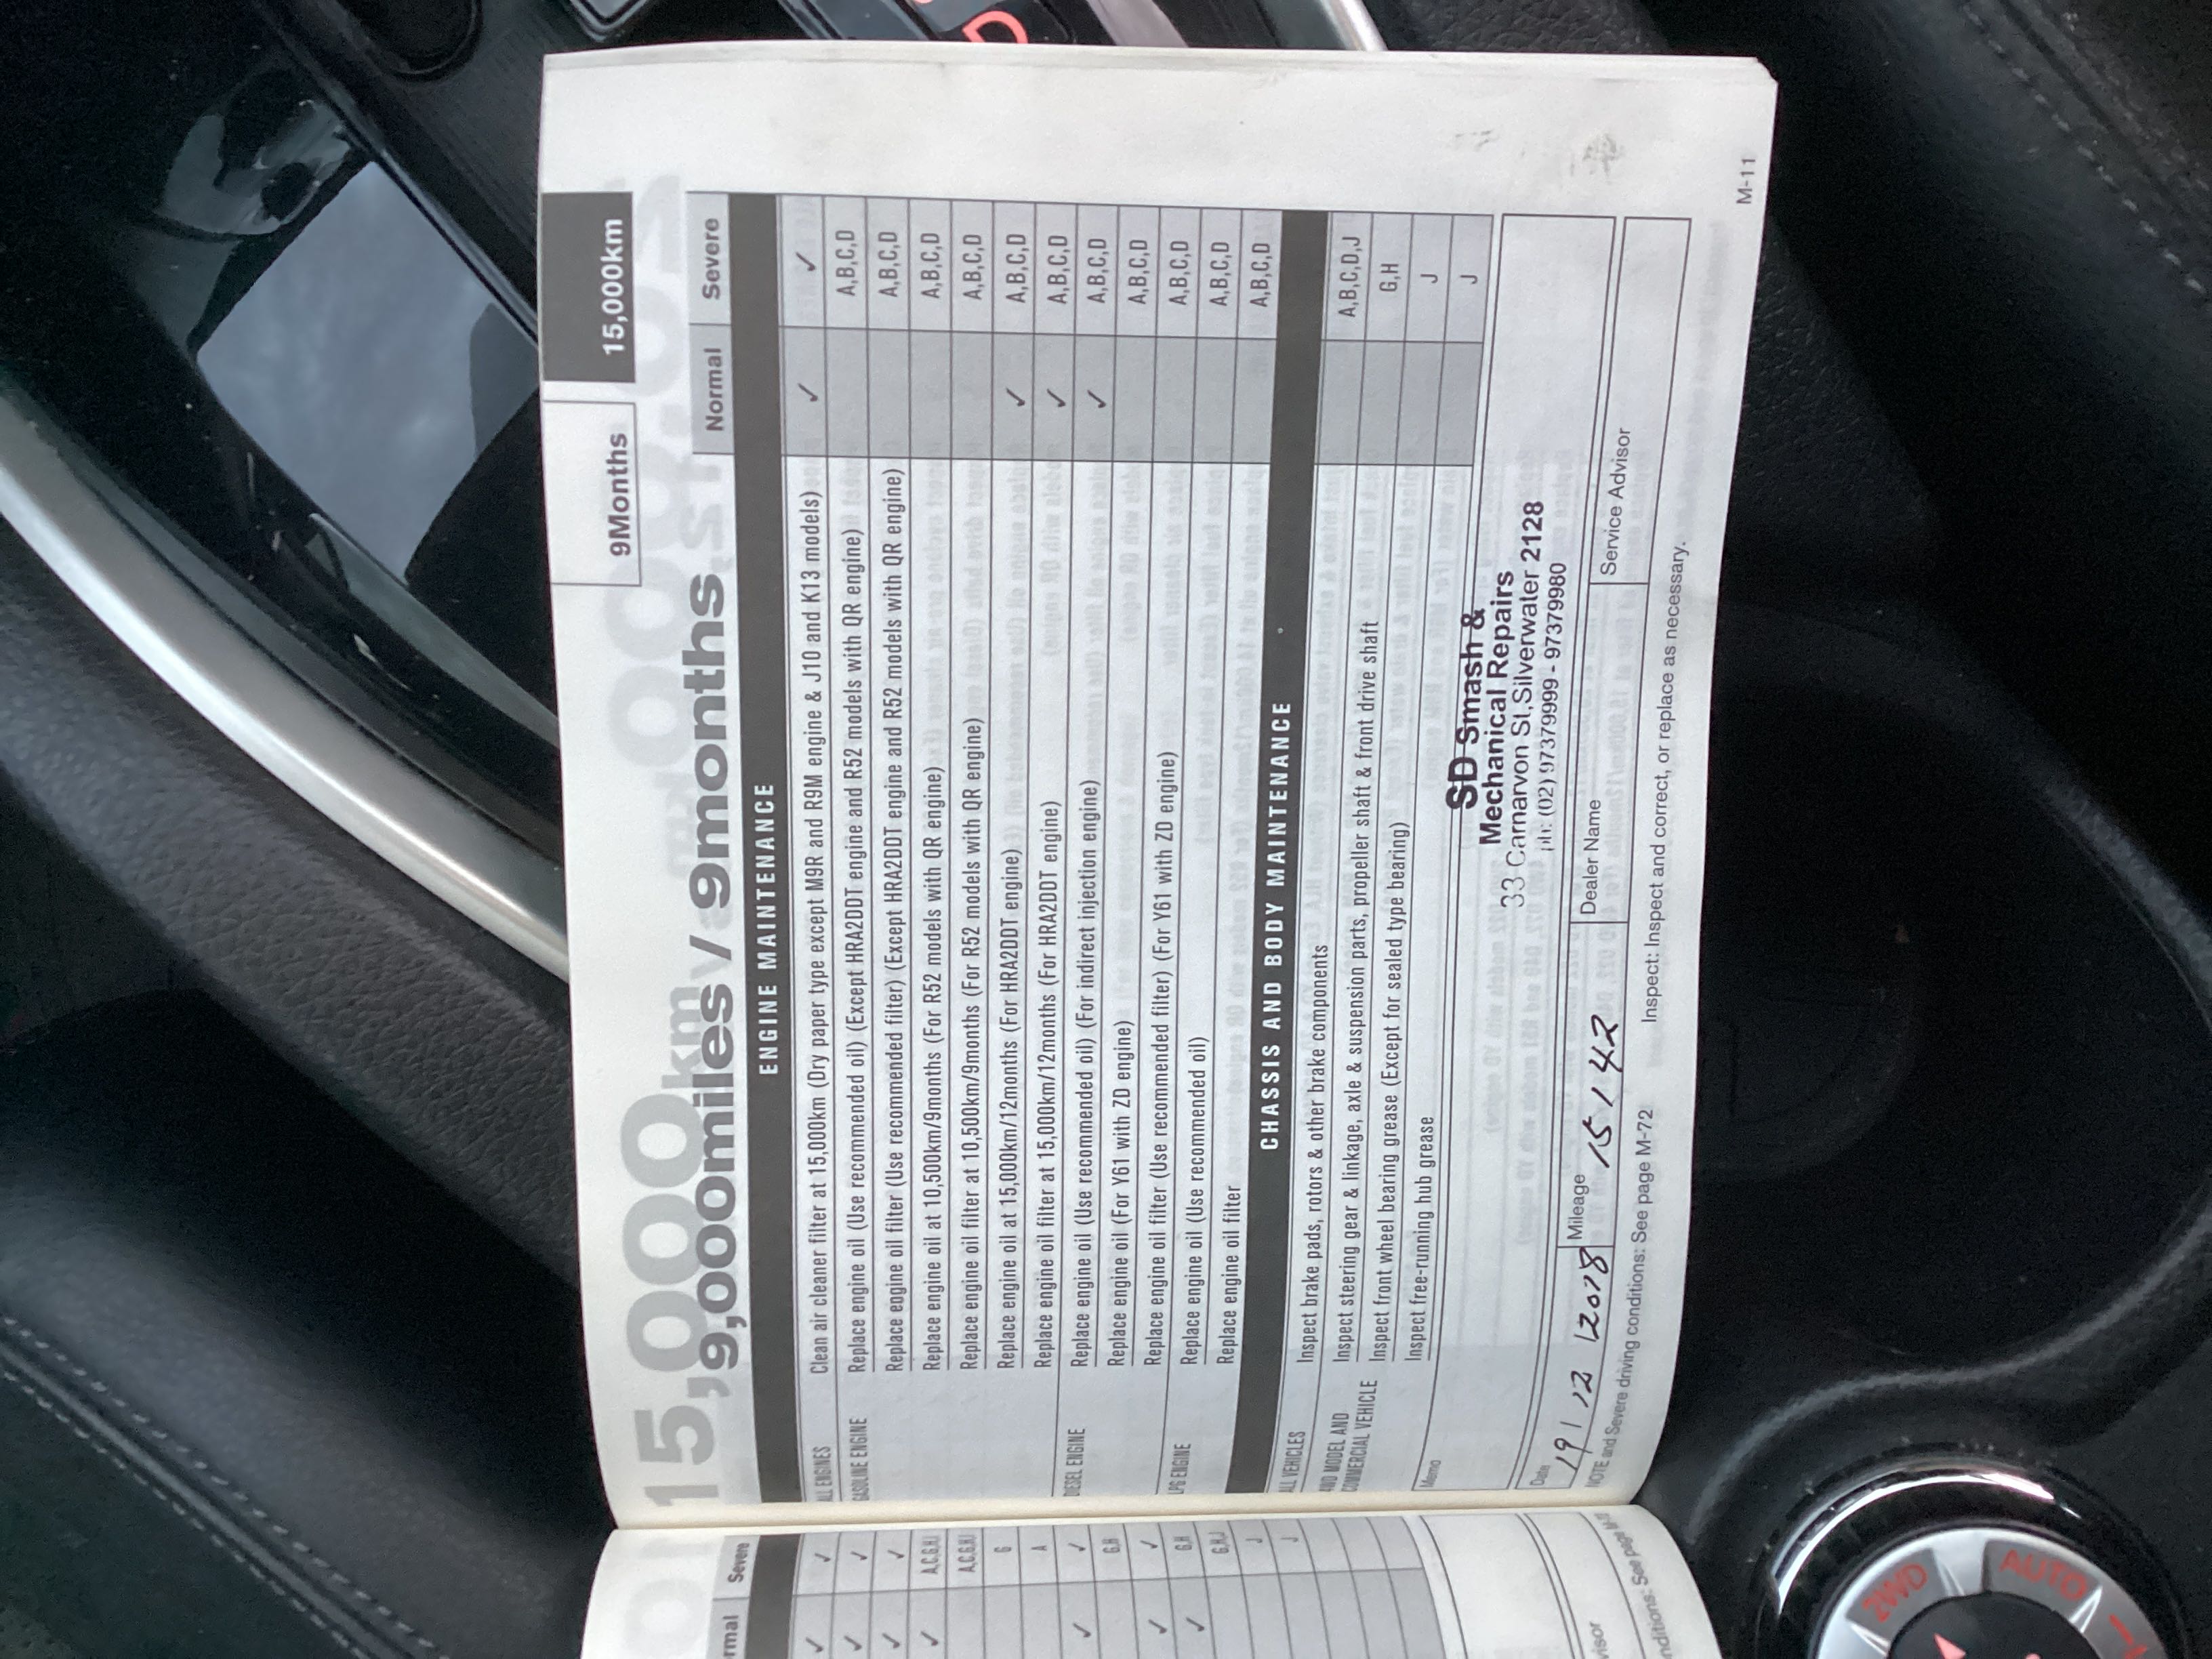 9Months 15,000km
15,000km
9,000miles / 9months
Normal Severe
ENGINE MAINTENANCE
ALL ENGINES Clean air cleaner filter at 15,000km (Dry paper type except M9R and R9M engine & J10 and K13 models) ✓ ✓
GASOLINE ENGINE Replace engine oil (Use recommended oil) (Except HRA2DDT engine and R52 models with QR engine) A,B,C,D
Replace engine oil filter (Use recommended filter) (Except HRA2DDT engine and R52 models with QR engine) A,B,C,D
Replace engine oil at 10,500km/9months (For R52 models with QR engine) A,B,C,D
Replace engine oil filter at 10,500km/9months (For R52 models with QR engine) A,B,C,D
Replace engine oil at 15,000km/12months (For HRA2DDT engine) ✓ A,B,C,D
Replace engine oil filter at 15,000km/12months (For HRA2DDT engine) ✓ A,B,C,D
DIESEL ENGINE Replace engine oil (Use recommended oil) (For indirect injection engine) ✓ A,B,C,D
Replace engine oil (For Y61 with ZD engine) A,B,C,D
Replace engine oil filter (Use recommended filter) (For Y61 with ZD engine) A,B,C,D
LPG ENGINE Replace engine oil (Use recommended oil) A,B,C,D
Replace engine oil filter A,B,C,D
CHASSIS AND BODY MAINTENANCE
ALL VEHICLES Inspect brake pads, rotors & other brake components A,B,C,D,J
4WD MODEL AND COMMERCIAL VEHICLE Inspect steering gear & linkage, axle & suspension parts, propeller shaft & front drive shaft G,H
Inspect front wheel bearing grease (Except for sealed type bearing) J
Inspect free-running hub grease J
Memo
SD Smash &
Mechanical Repairs
33 Carnarvon St,Silverwater 2128
ph: (02) 97379999 - 97379980
Date Mileage Dealer Name Service Advisor
19/12/2018 15142
NOTE and Severe driving conditions: See page M-72 Inspect: Inspect and correct, or replace as necessary.
M-11
Severe
✓ ✓
✓ ✓
✓ ✓
✓ A,C,G,H,I
A,C,G,H,I
G
A
✓ ✓
G,H
✓ ✓
✓ G,H
G,H,J
J
J
D
2WD
AUTO